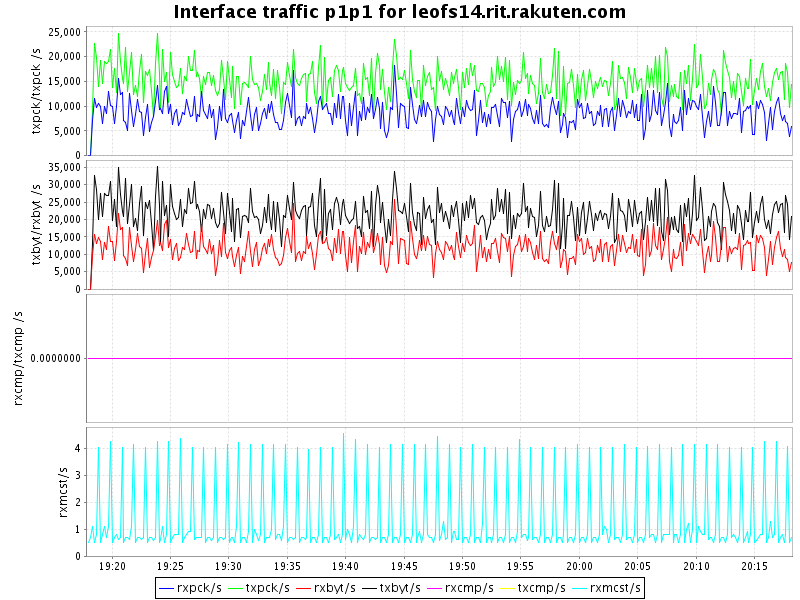 Interface traffic p1p1 for leofs14.rit.rakuten.com
txpck/txpck /s
25,000
20,000
15,000
10,000
5,000
0
txbyt/rxbyt /s
35,000
30,000
25,000
20,000
15,000
10,000
5,000
0
rxcmp/txcmp /s
0.0000000
rxmcst/s
4
3
2
1
0
19:20 19:25 19:30 19:35 19:40 19:45 19:50 19:55 20:00 20:05 20:10 20:15
rxpck/s txpck/s rxbyt/s txbyt/s rxcmp/s txcmp/s rxmcst/s